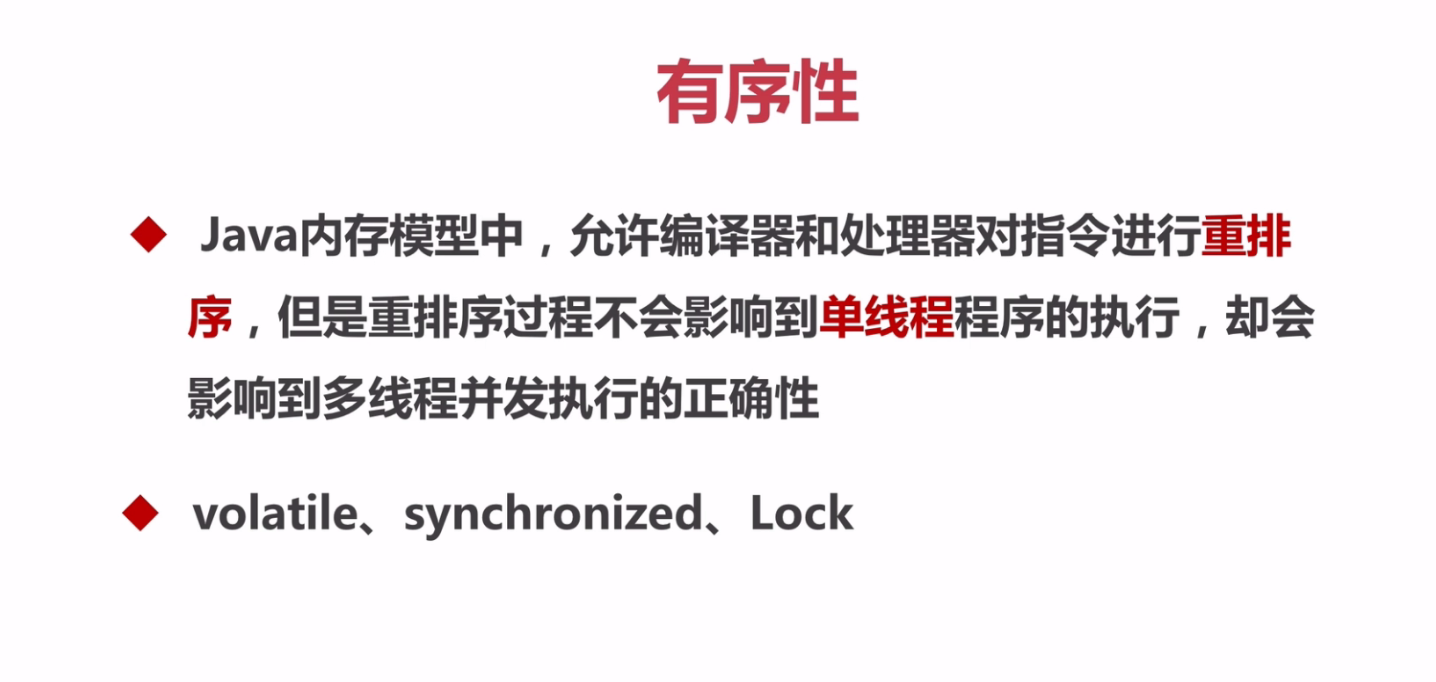 有序性
◆ Java内存模型中，允许编译器和处理器对指令进行重排
序，但是重排序过程不会影响到单线程程序的执行，却会
影响到多线程并发执行的正确性
◆ volatile、synchronized、Lock